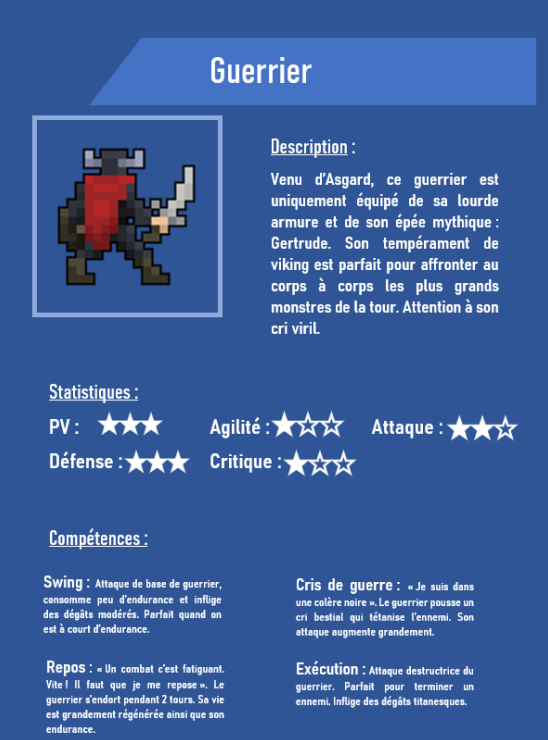 Guerrier
Description :
Venu d'Asgard, ce guerrier est
uniquement équipé de sa lourde
armure et de son épée mythique :
Gertrude. Son tempérament de
viking est parfait pour affronter au
corps à corps les plus grands
monstres de la tour. Attention à son
cri viril.
Statistiques :
PV : ★★★ Agilité : ★☆☆ Attaque : ★★☆
Défense : ★★★ Critique : ★☆☆
Compétences :
Swing : Attaque de base de guerrier,
consomme peu d'endurance et inflige
des dégâts modérés. Parfait quand on
est à court d'endurance.
Repos : « Un combat c'est fatiguant.
Vite ! Il faut que je me repose ». Le
guerrier s'endort pendant 2 tours. Sa vie
est grandement régénérée ainsi que son
endurance.
Cris de guerre : « Je suis dans
une colère noire ». Le guerrier pousse un
cri bestial qui tétanise l'ennemi. Son
attaque augmente grandement.
Exécution : Attaque destructrice du
guerrier. Parfait pour terminer un
ennemi. Inflige des dégâts titanesques.